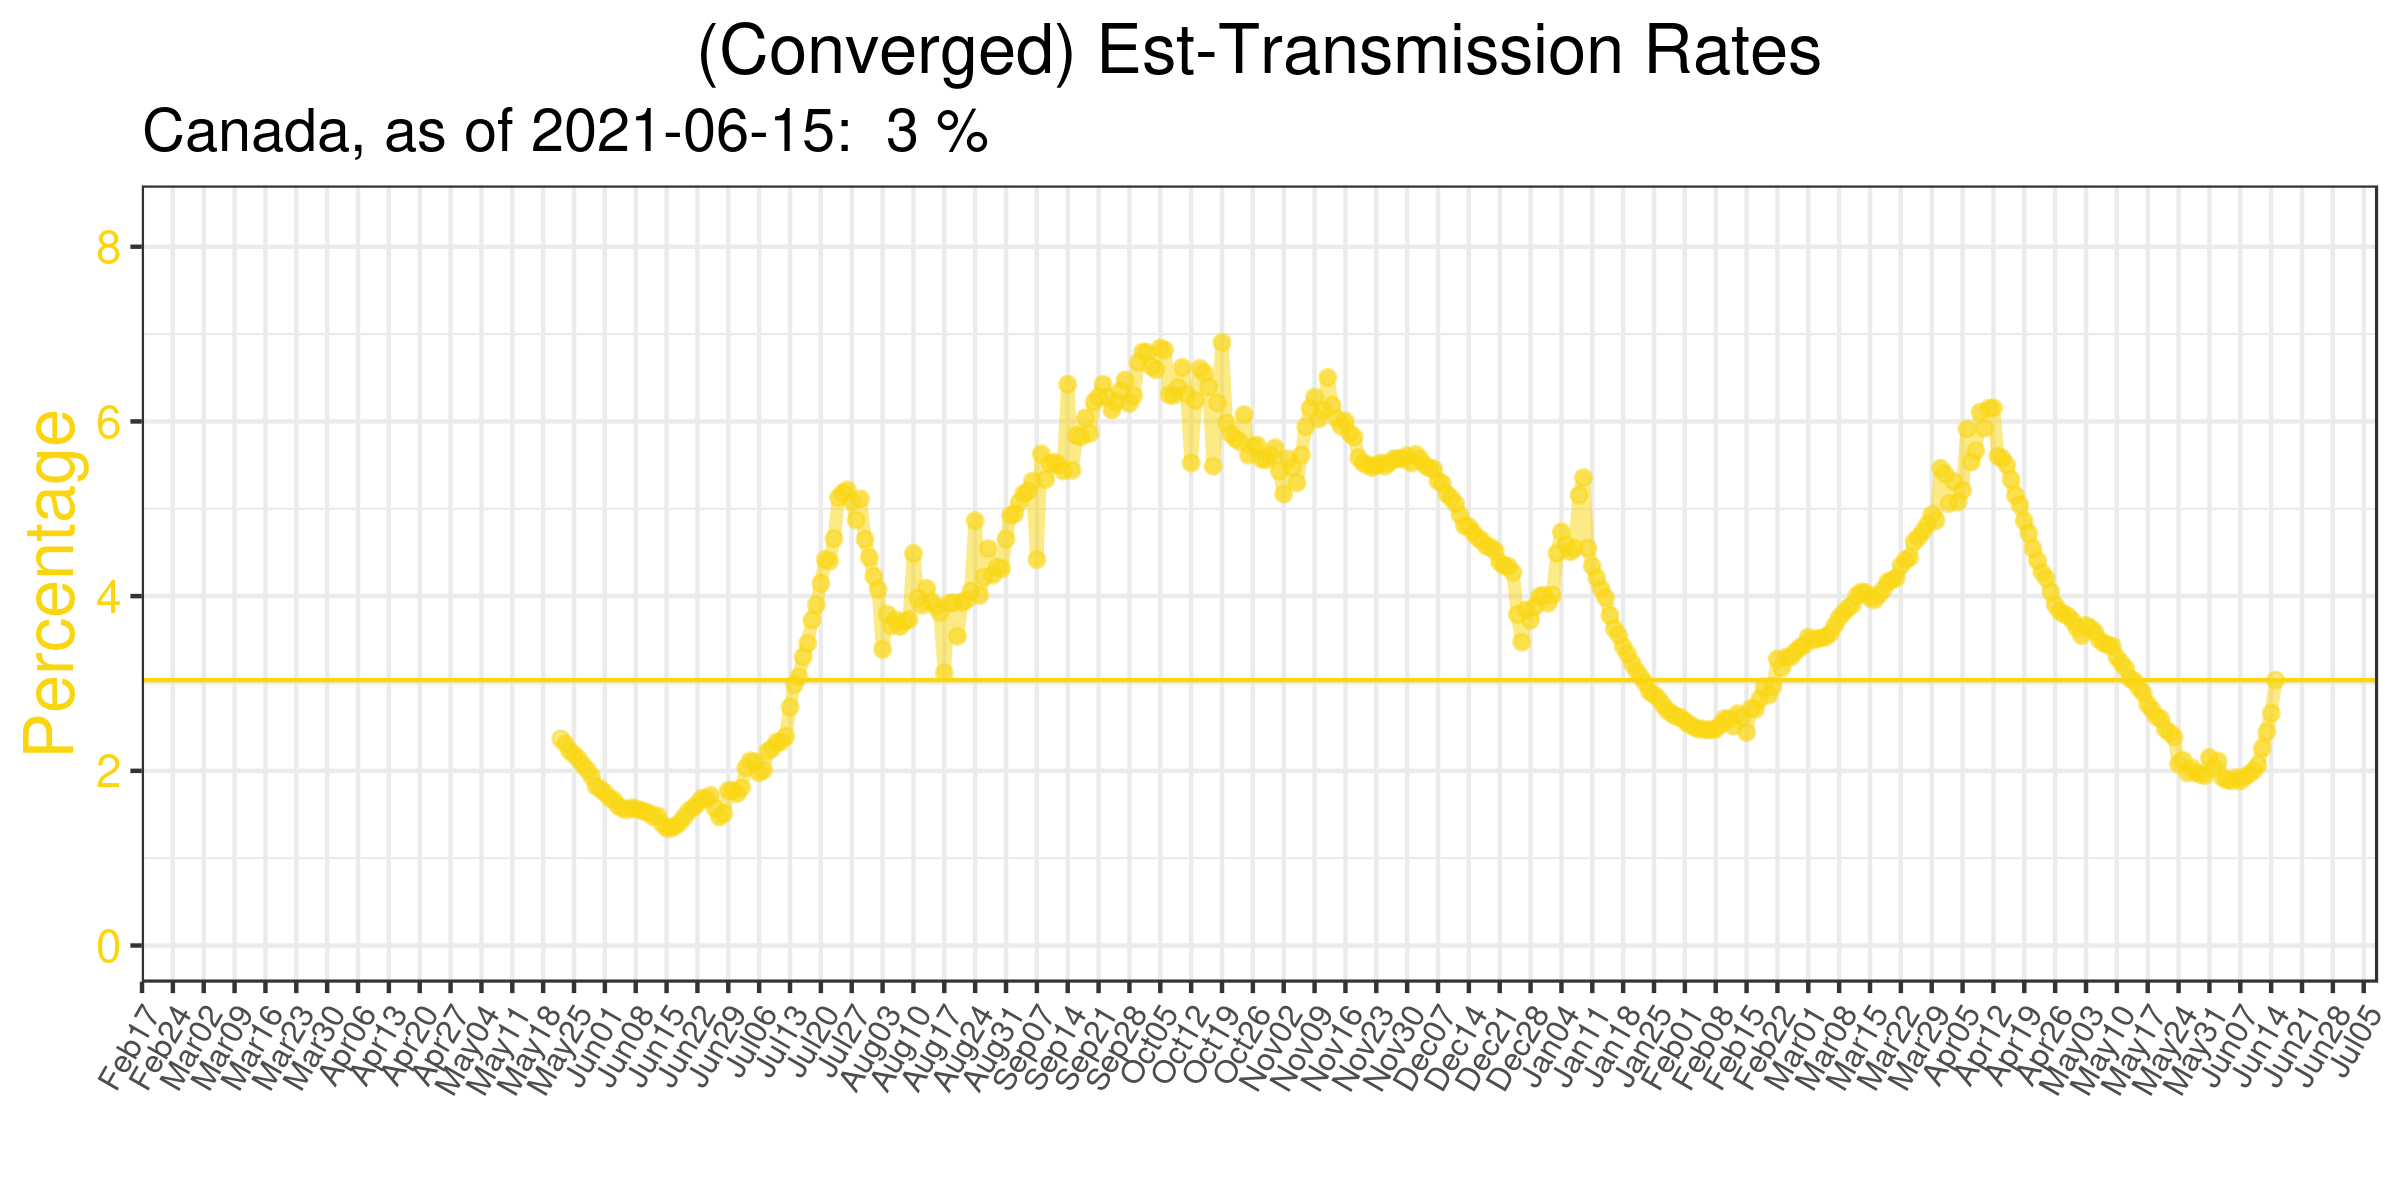 (Converged) Est-Transmission Rates
Canada, as of 2021-06-15:  3 %
Percentage
8
6
4
2
0
Feb17
Feb24
Mar02
Mar09
Mar16
Mar23
Mar30
Apr06
Apr13
Apr20
Apr27
May04
May11
May18
May25
Jun01
Jun08
Jun15
Jun22
Jun29
Jul06
Jul13
Jul20
Jul27
Aug03
Aug10
Aug17
Aug24
Aug31
Sep07
Sep14
Sep21
Sep28
Oct05
Oct12
Oct19
Oct26
Nov02
Nov09
Nov16
Nov23
Nov30
Dec07
Dec14
Dec21
Dec28
Jan04
Jan11
Jan18
Jan25
Feb01
Feb08
Feb15
Feb22
Mar01
Mar08
Mar15
Mar22
Mar29
Apr05
Apr12
Apr19
Apr26
May03
May10
May17
May24
May31
Jun07
Jun14
Jun21
Jun28
Jul05